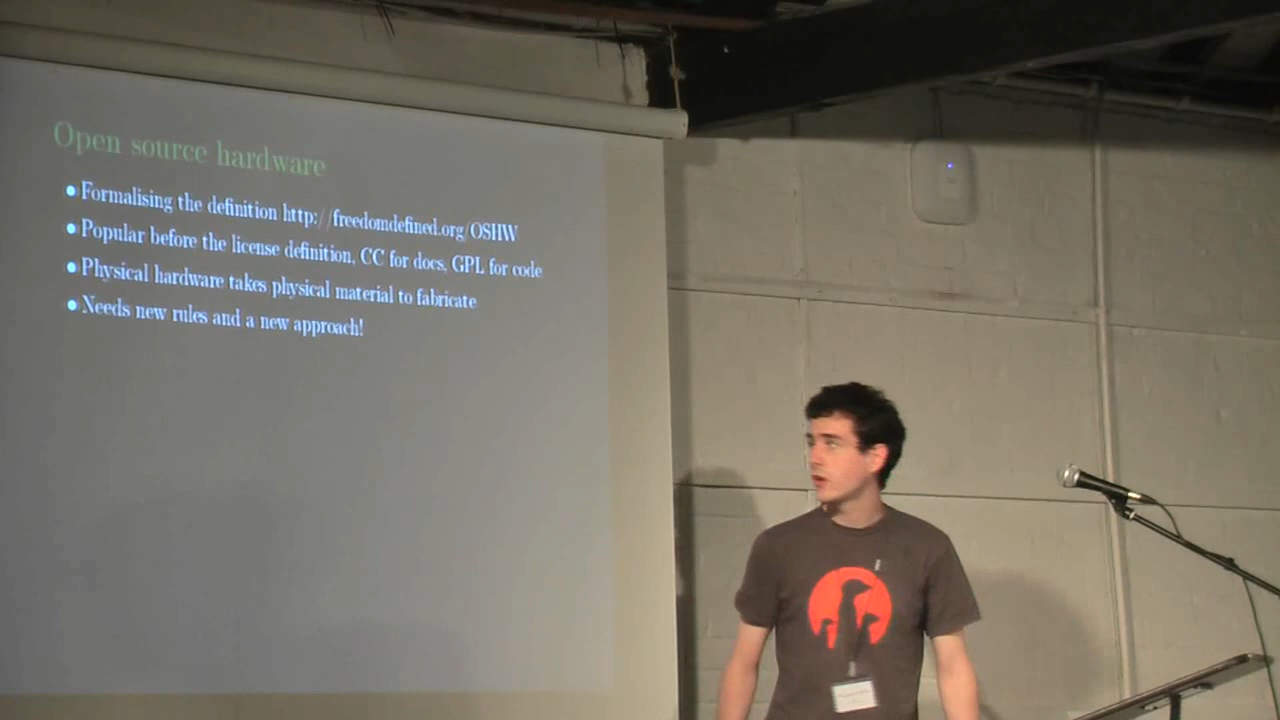 Open source hardware
Formalising the definition http://freedomdefined.org/OSHW
Popular before the license definition, CC for docs, GPL for code
Physical hardware takes physical material to fabricate
Needs new rules and a new approach!